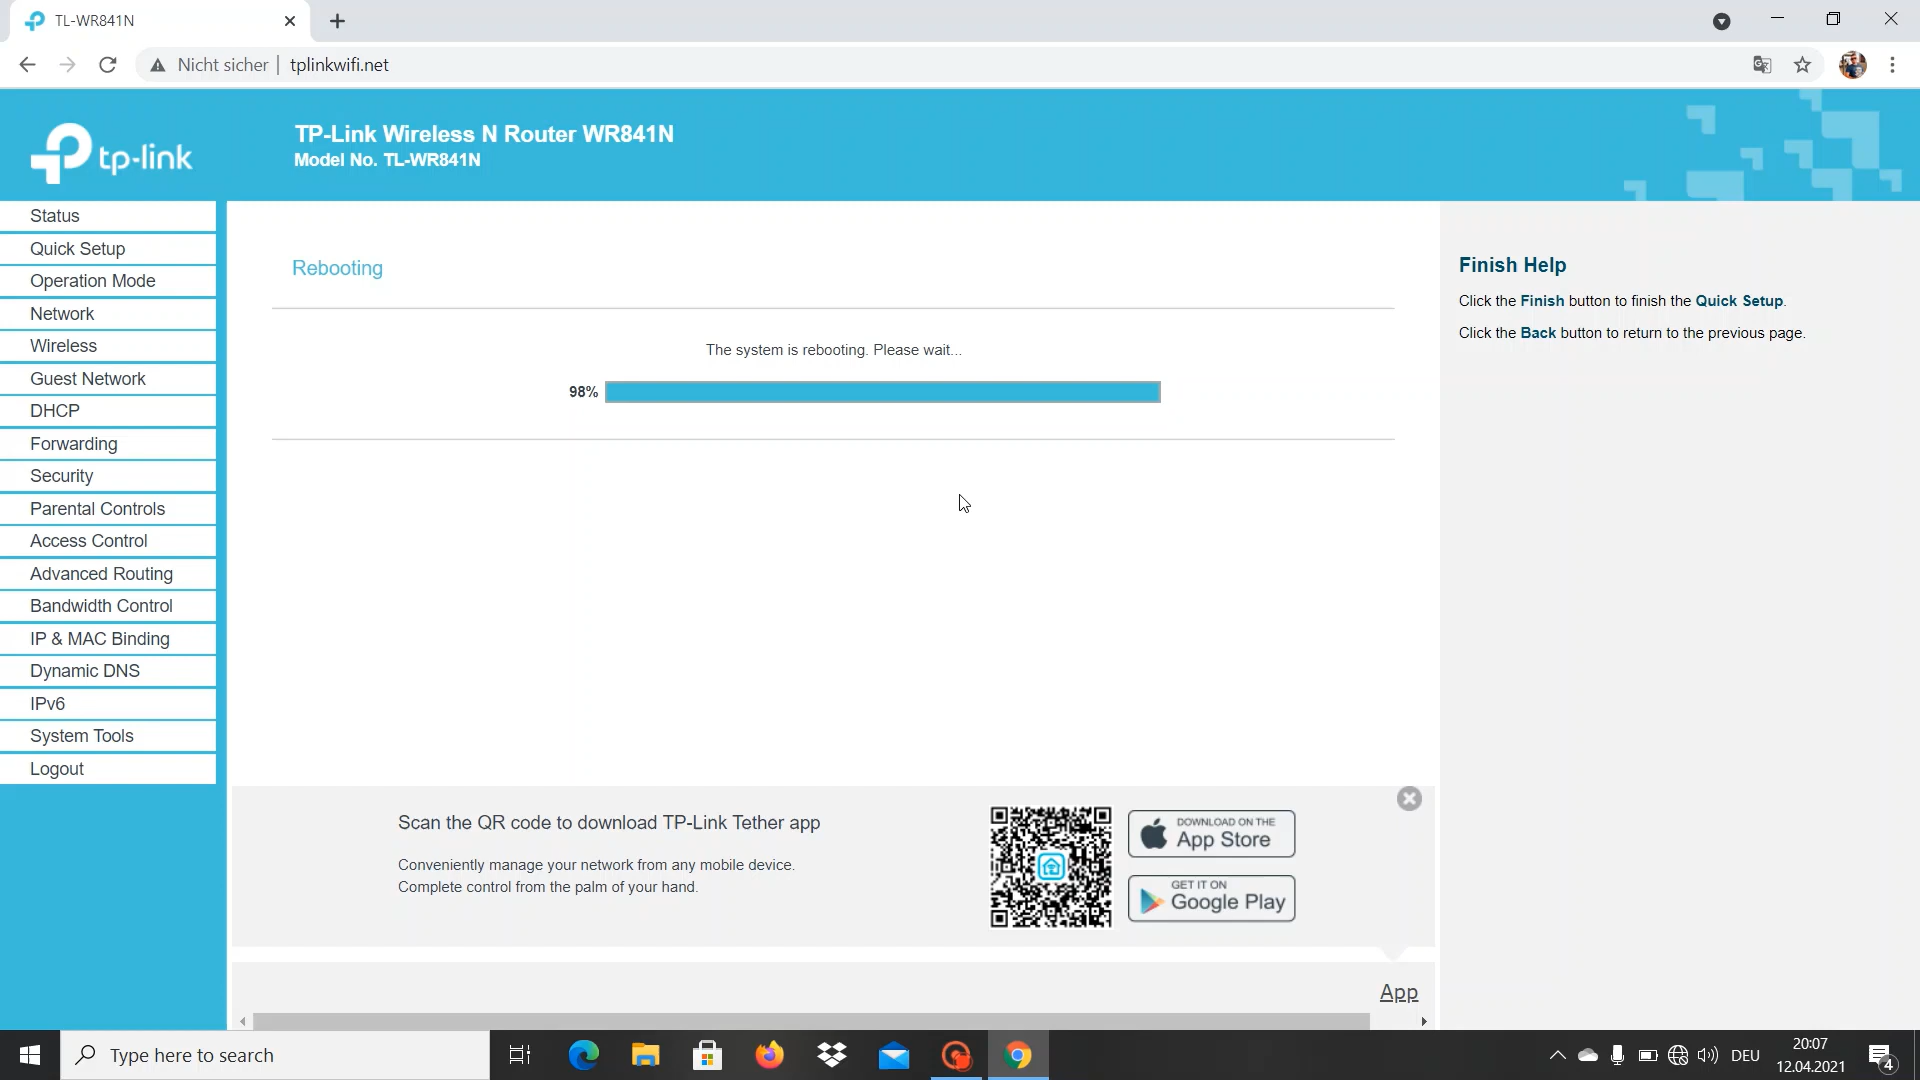 TL-WR841N
Nicht sicher | tplinkwifi.net
tp-link
TP-Link Wireless N Router WR841N
Model No. TL-WR841N
Status
Quick Setup
Operation Mode
Network
Wireless
Guest Network
DHCP
Forwarding
Security
Parental Controls
Access Control
Advanced Routing
Bandwidth Control
IP & MAC Binding
Dynamic DNS
IPv6
System Tools
Logout
Rebooting
The system is rebooting. Please wait...
98%
Finish Help
Click the Finish button to finish the Quick Setup.
Click the Back button to return to the previous page.
Scan the QR code to download TP-Link Tether app
Conveniently manage your network from any mobile device.
Complete control from the palm of your hand.
DOWNLOAD ON THE
App Store
GET IT ON
Google Play
App
Type here to search
DEU
20:07
12.04.2021
4